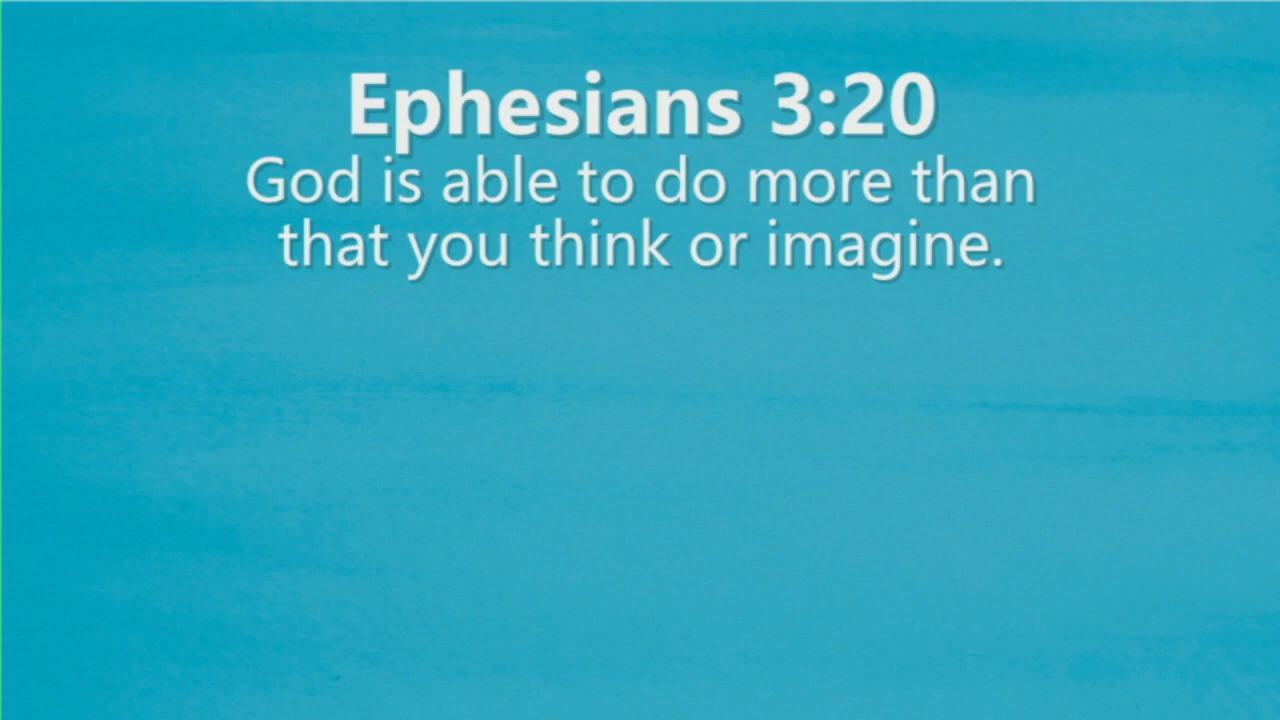 Ephesians 3:20
God is able to do more than
that you think or imagine.